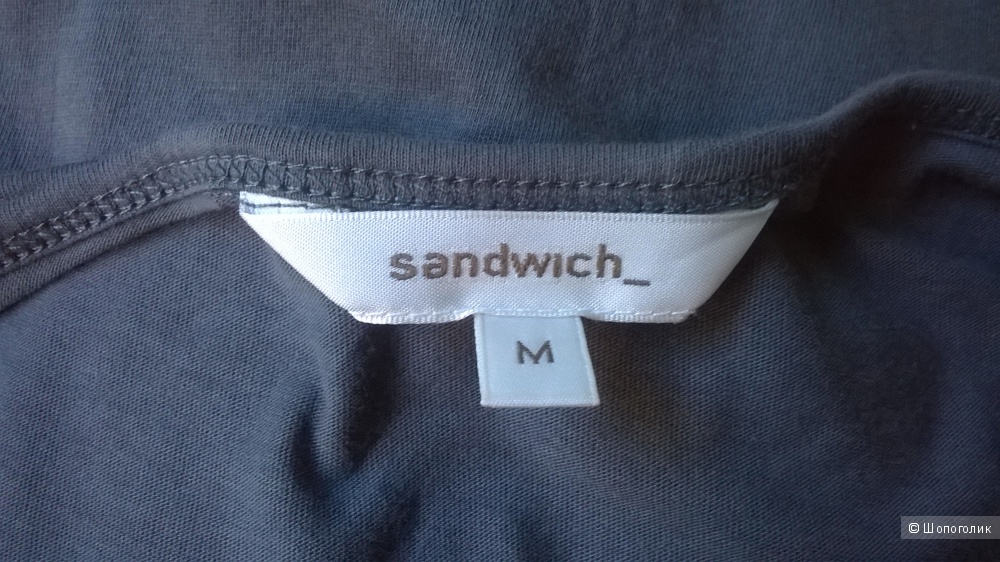 sandwich_
M
© Шопоголик